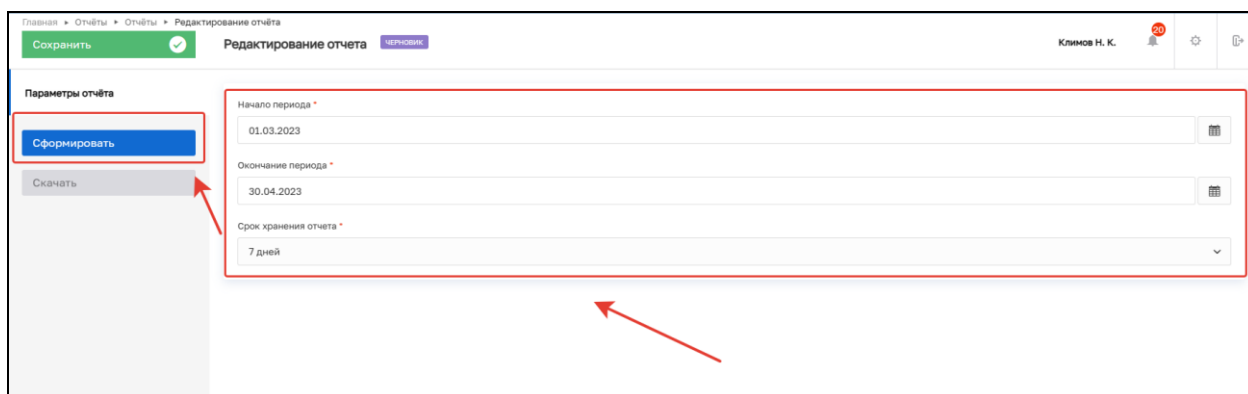 Главная ▸ Отчёты ▸ Отчёты ▸ Редактирование отчёта
Сохранить
Редактирование отчета ЧЕРНОВИК
Климов Н. К.
20
Параметры отчёта
Сформировать
Скачать
Начало периода *
01.03.2023
Окончание периода *
30.04.2023
Срок хранения отчета *
7 дней